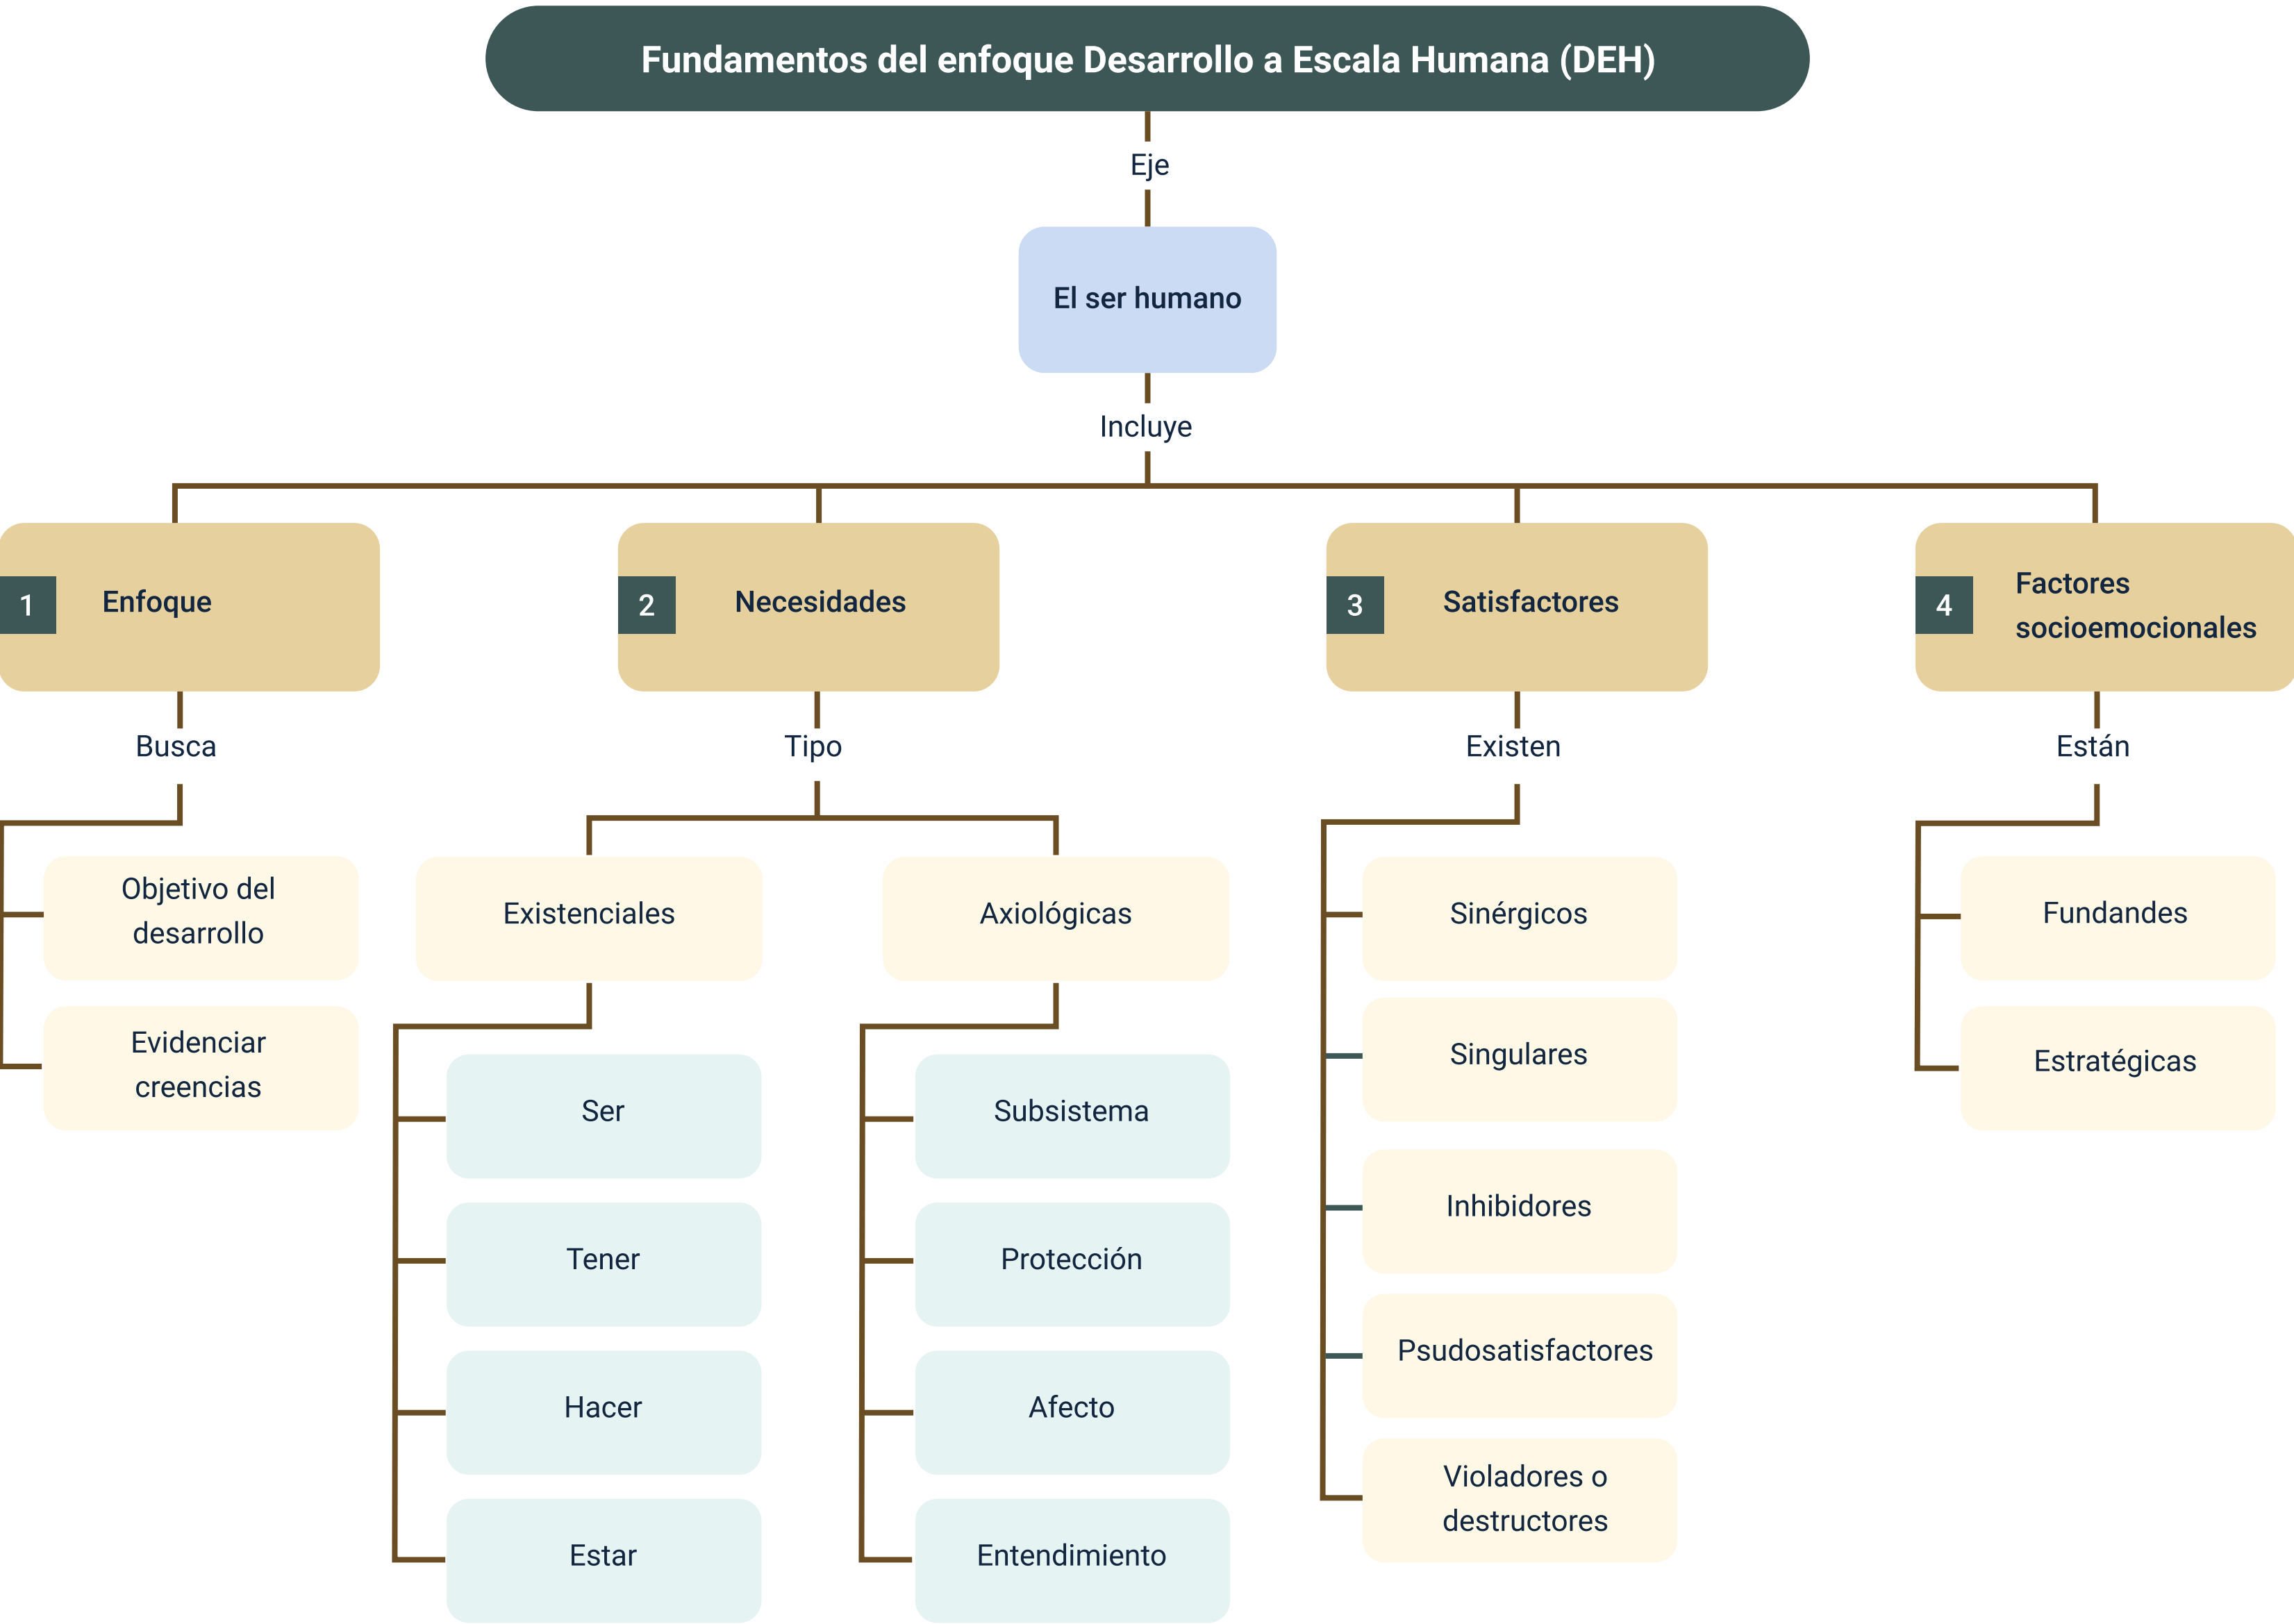 Fundamentos del enfoque Desarrollo a Escala Humana (DEH)
Eje
El ser humano
Incluye
1
Enfoque
2
Necesidades
3
Satisfactores
4
Factores
socioemocionales
Busca
Tipo
Existen
Están
Objetivo del
desarrollo
Evidenciar
creencias
Existenciales
Ser
Tener
Hacer
Estar
Axiológicas
Subsistema
Protección
Afecto
Entendimiento
Sinérgicos
Singulares
Inhibidores
Psudosatisfactores
Violadores o
destructores
Fundandes
Estratégicas